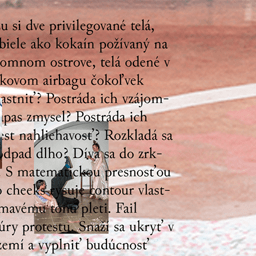 u si dve privilegované telá,
biele ako kokaín požívaný na
omnom ostrove, telá odené v
kovom airbagu čokoľvek
astniť? Postráda ich vzájom-
pas zmysel? Postráda ich
est nahliehavosť? Rozkladá sa
odpad dlho? Díva sa do zrk-
S matematickou presnosťou
o cheeks rysuje contour vlast-
mavému tónu pleti. Fail
úry protestu. Snaží sa ukryť v
zemí a vyplniť budúcnosť